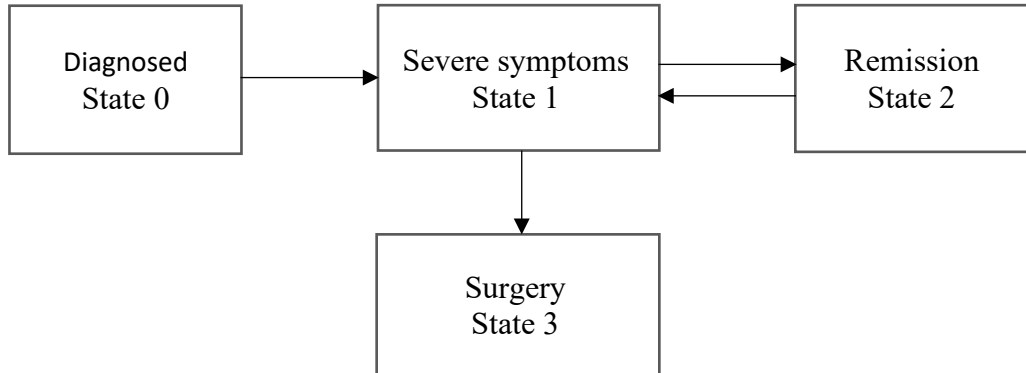 Diagnosed
State 0
Severe symptoms
State 1
Remission
State 2
Surgery
State 3